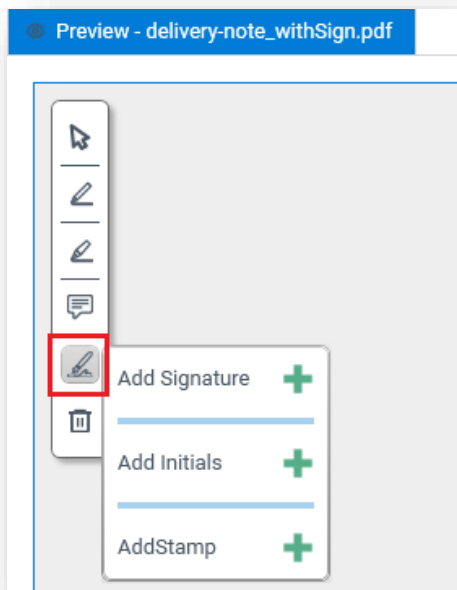 Preview - delivery-note_withSign.pdf
Add Signature
Add Initials
AddStamp